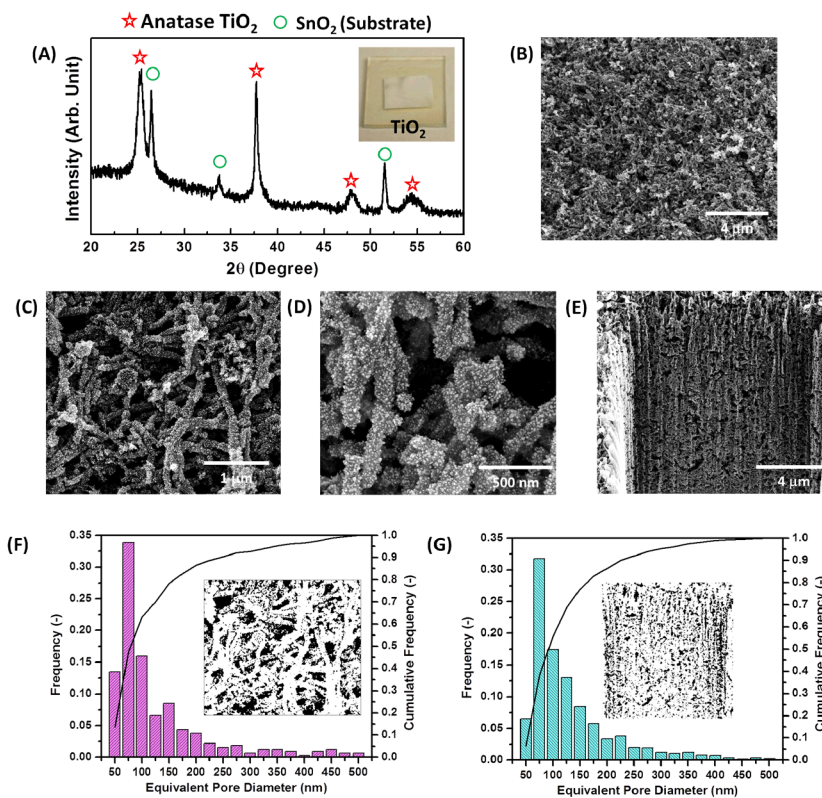 Anatase TiO2
SnO2 (Substrate)
(A)
Intensity (Arb. Unit)
TiO2
20 25 30 35 40 45 50 55 60
2θ (Degree)
(B)
4 μm
(C)
1 μm
(D)
500 nm
(E)
4 μm
(F)
Frequency (-)
0.35
0.30
0.25
0.20
0.15
0.10
0.05
0.00
1.0
0.9
0.8
0.7
0.6
0.5
0.4
0.3
0.2
0.1
0.0
Cumulative Frequency (-)
50 100 150 200 250 300 350 400 450 500
Equivalent Pore Diameter (nm)
(G)
Frequency (-)
0.35
0.30
0.25
0.20
0.15
0.10
0.05
0.00
1.0
0.9
0.8
0.7
0.6
0.5
0.4
0.3
0.2
0.1
0.0
Cumulative Frequency (-)
50 100 150 200 250 300 350 400 450 500
Equivalent Pore Diameter (nm)